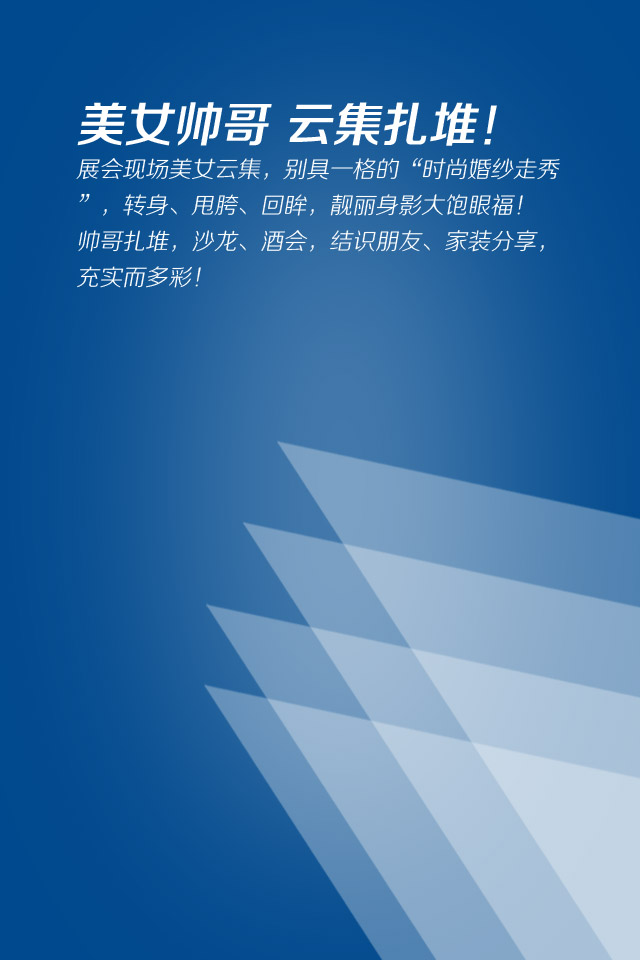 美女帅哥 云集扎堆！
展会现场美女云集，别具一格的“时尚婚纱走秀
”，转身、甩胯、回眸，靓丽身影大饱眼福！
帅哥扎堆，沙龙、酒会，结识朋友、家装分享，
充实而多彩！